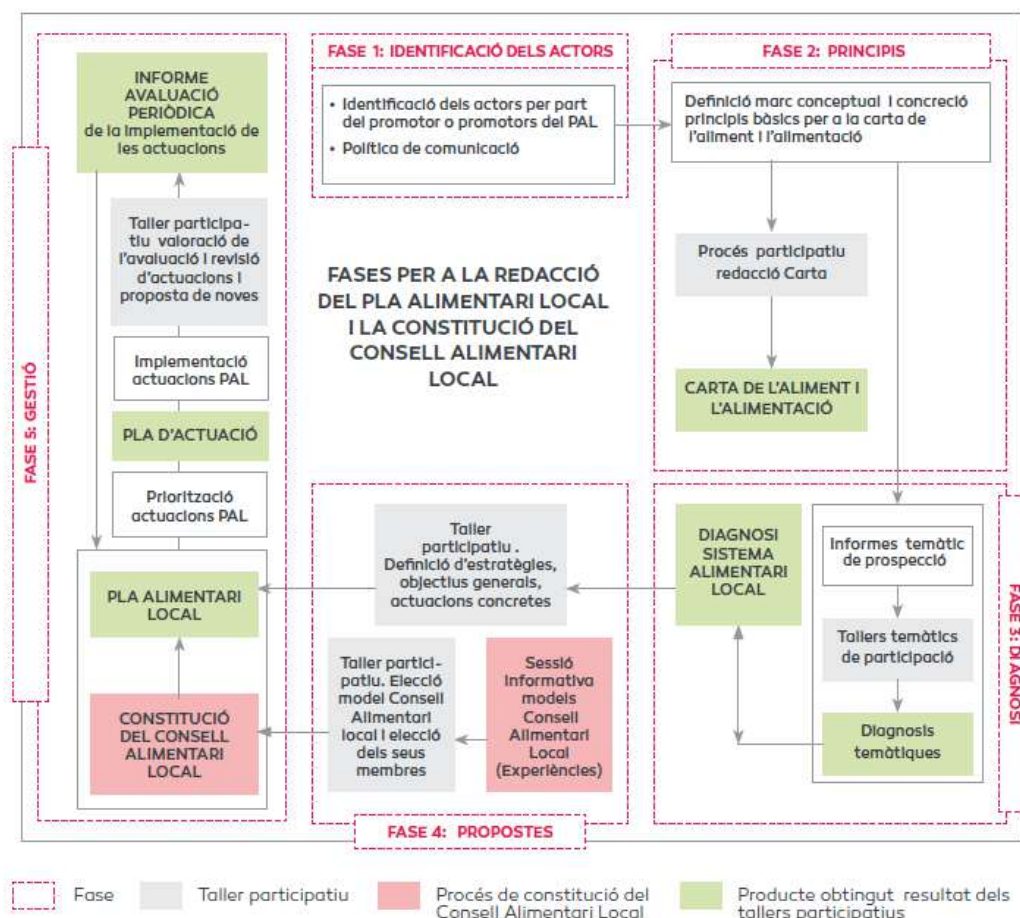 FASE 1: IDENTIFICACIÓ DELS ACTORS
• Identificació dels actors per part
del promotor o promotors del PAL
• Política de comunicació
FASE 2: PRINCIPIS
Definició marc conceptual i concreció
principis bàsics per a la carta de
l'aliment i l'alimentació
Procés participatiu
redacció Carta
CARTA DE L'ALIMENT I
L'ALIMENTACIÓ
FASES PER A LA REDACCIÓ
DEL PLA ALIMENTARI LOCAL
I LA CONSTITUCIÓ DEL
CONSELL ALIMENTARI
LOCAL
FASE 3: DIAGNOSI
Informes temàtic
de prospecció
Tallers temàtics
de participació
Diagnosis
temàtiques
DIAGNOSI
SISTEMA
ALIMENTARI
LOCAL
FASE 4: PROPOSTES
Taller
participatiu .
Definició d'estratègies,
objectius generals,
actuacions concretes
Sessió
informativa
models
Consell
Alimentari
Local
(Experiències)
Taller partici-
patiu. Elecció
model Consell
Alimentari
local i elecció
dels seus
membres
FASE 5: GESTIÓ
INFORME
AVALUACIÓ
PERIÒDICA
de la implementació de
les actuacions
Taller participa-
tiu valoració de
l'avaluació i revisió
d'actuacions i
proposta de noves
Implementació
actuacions PAL
PLA D'ACTUACIÓ
Priorització
actuacions PAL
PLA ALIMENTARI
LOCAL
CONSTITUCIÓ
DEL CONSELL
ALIMENTARI
LOCAL
Fase
Taller participatiu
Procés de constitució del
Consell Alimentari Local
Producte obtingut resultat dels
tallers participatius